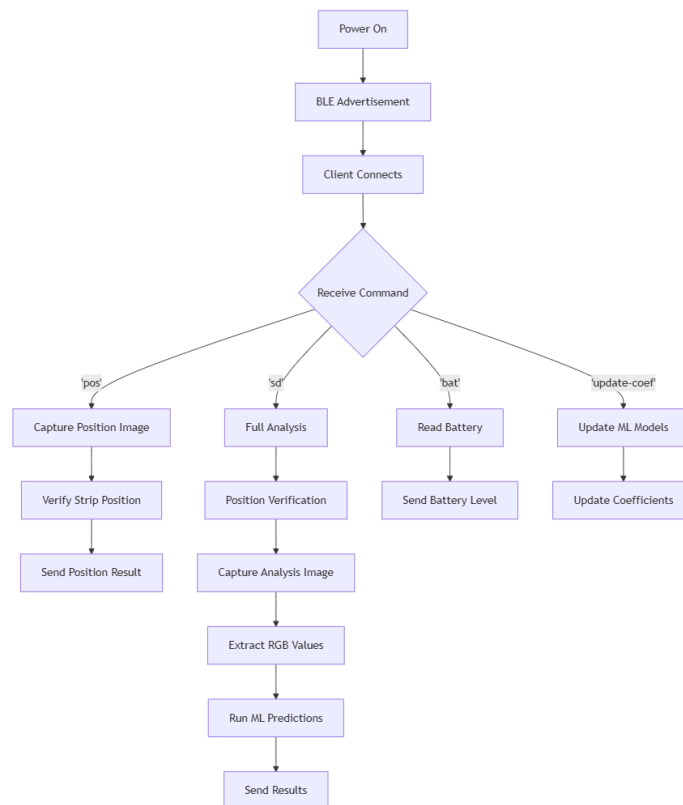 Power On
BLE Advertisement
Client Connects
Receive Command
'pos'
'sd'
'bat'
'update-coef'
Capture Position Image
Full Analysis
Read Battery
Update ML Models
Verify Strip Position
Position Verification
Send Battery Level
Update Coefficients
Send Position Result
Capture Analysis Image
Extract RGB Values
Run ML Predictions
Send Results